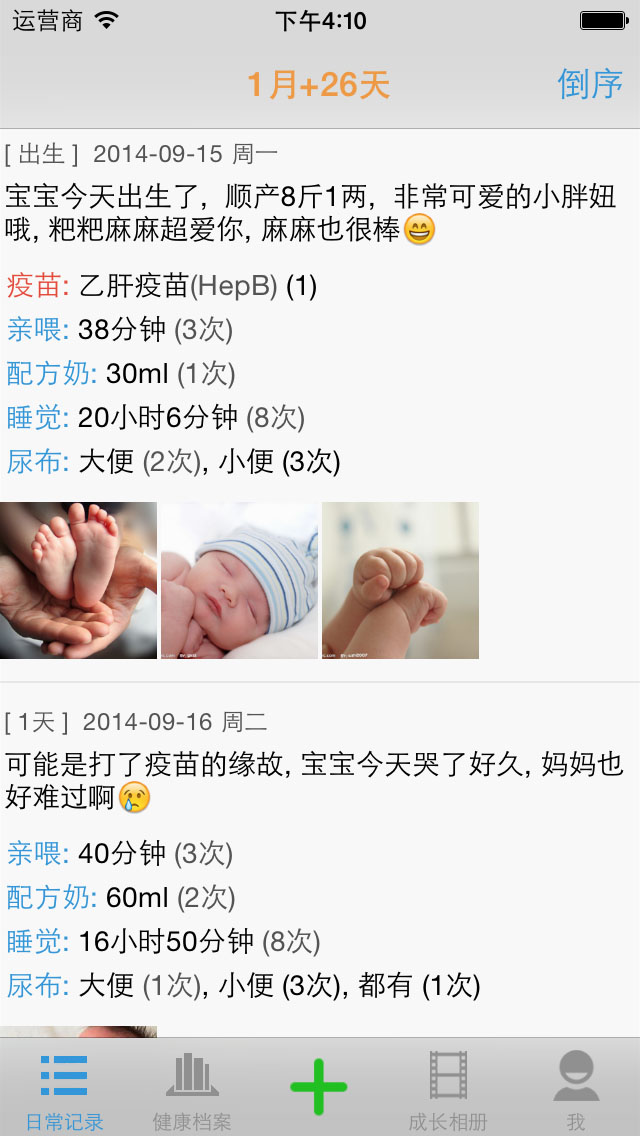 运营商 下午4:10
1月+26天 倒序
[ 出生 ] 2014-09-15 周一
宝宝今天出生了, 顺产8斤1两, 非常可爱的小胖妞
哦, 粑粑麻麻超爱你, 麻麻也很棒😄
疫苗: 乙肝疫苗(HepB) (1)
亲喂: 38分钟 (3次)
配方奶: 30ml (1次)
睡觉: 20小时6分钟 (8次)
尿布: 大便 (2次), 小便 (3次)
[ 1天 ] 2014-09-16 周二
可能是打了疫苗的缘故, 宝宝今天哭了好久, 妈妈也
好难过啊😢
亲喂: 40分钟 (3次)
配方奶: 60ml (2次)
睡觉: 16小时50分钟 (8次)
尿布: 大便 (1次), 小便 (3次), 都有 (1次)
日常记录 健康档案 成长相册 我